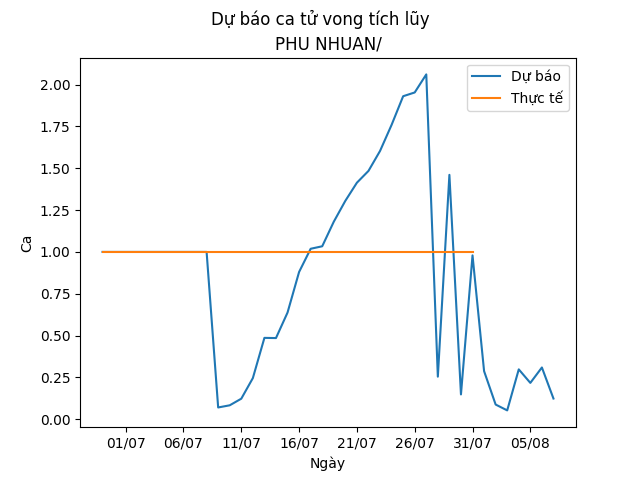 Dự báo ca tử vong tích lũy
PHU NHUAN/
Dự báo
Thực tế
2.00
1.75
1.50
1.25
1.00
0.75
0.50
0.25
0.00
Ca
01/07 06/07 11/07 16/07 21/07 26/07 31/07 05/08
Ngày